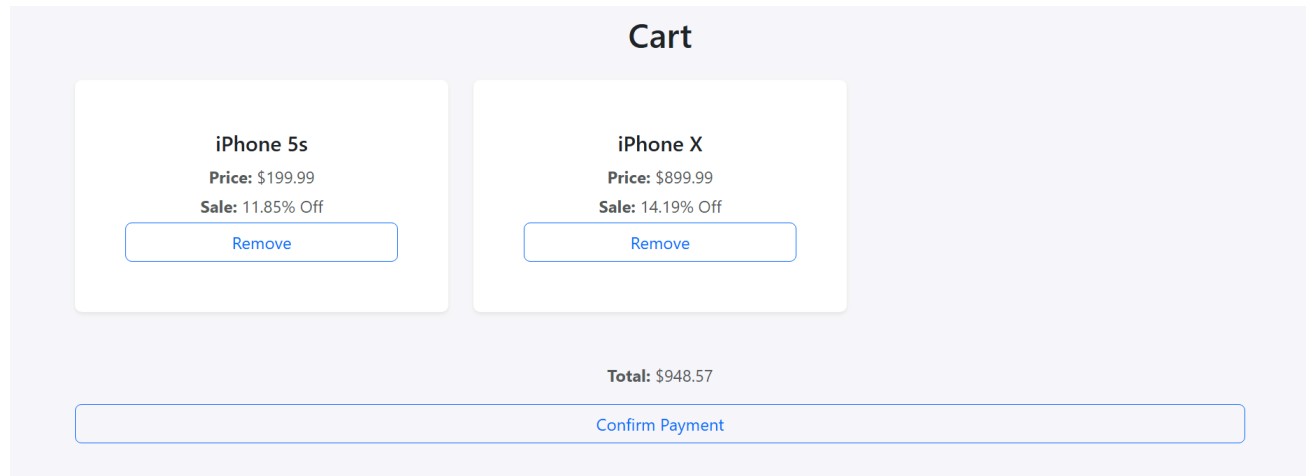 Cart
iPhone 5s
Price: $199.99
Sale: 11.85% Off
Remove
iPhone X
Price: $899.99
Sale: 14.19% Off
Remove
Total: $948.57
Confirm Payment